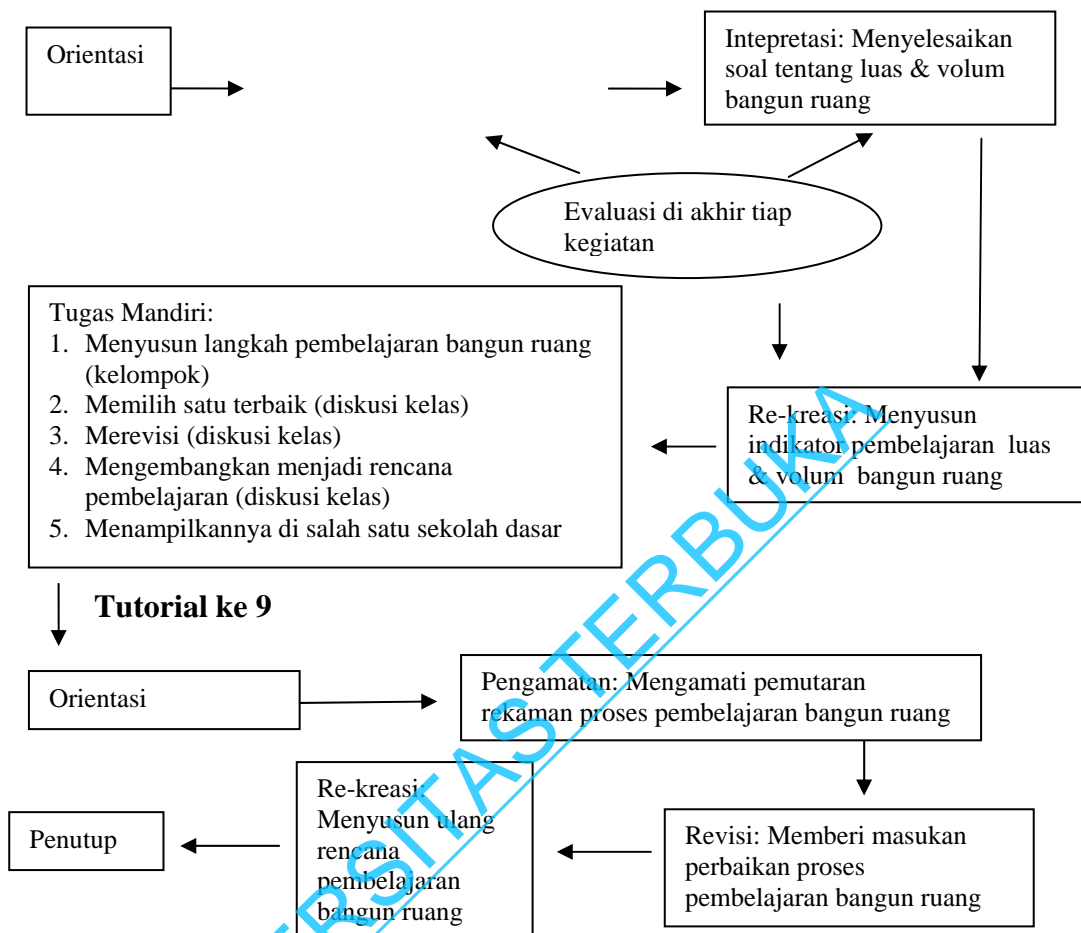 Orientasi
Intepretasi: Menyelesaikan
soal tentang luas & volum
bangun ruang
Evaluasi di akhir tiap
kegiatan
Tugas Mandiri:
1. Menyusun langkah pembelajaran bangun ruang
(kelompok)
2. Memilih satu terbaik (diskusi kelas)
3. Merevisi (diskusi kelas)
4. Mengembangkan menjadi rencana
pembelajaran (diskusi kelas)
5. Menampilkannya di salah satu sekolah dasar
Re-kreasi: Menyusun
indikator pembelajaran luas
& volum bangun ruang
Tutorial ke 9
Orientasi
Pengamatan: Mengamati pemutaran
rekaman proses pembelajaran bangun ruang
Revisi: Memberi masukan
perbaikan proses
pembelajaran bangun ruang
Re-kreasi:
Menyusun ulang
rencana
pembelajaran
bangun ruang
Penutup
ERSITAS TERBUKA